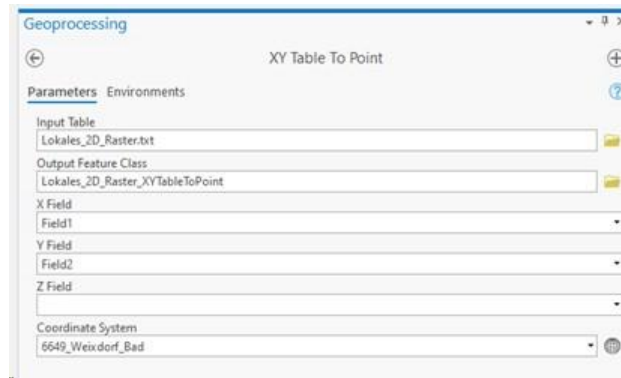 Geoprocessing
XY Table To Point
Parameters Environments
Input Table
Lokales_2D_Raster.txt
Output Feature Class
Lokales_2D_Raster_XYTableToPoint
X Field
Field1
Y Field
Field2
Z Field
Coordinate System
6649_Weixdorf_Bad